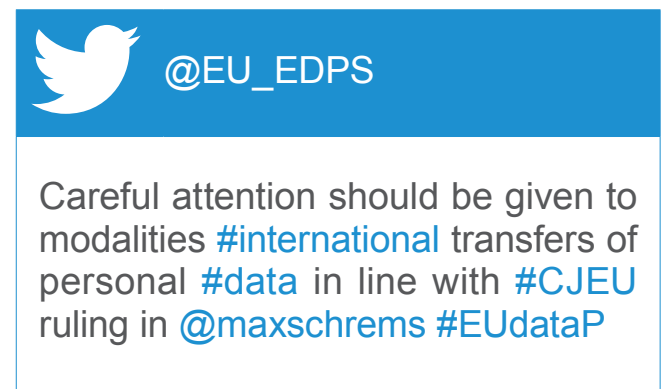 @EU_EDPS
Careful attention should be given to
modalities #international transfers of
personal #data in line with #CJEU
ruling in @maxschrems #EUdataP